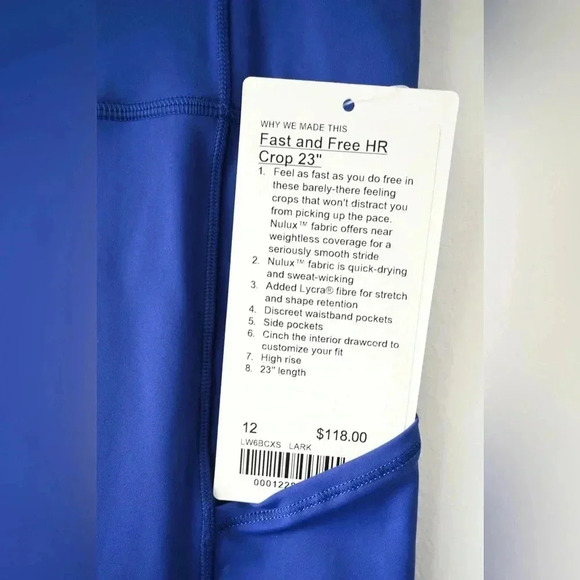 WHY WE MADE THIS
Fast and Free HR
Crop 23"
1. Feel as fast as you do free in
these barely-there feeling
crops that won't distract you
from picking up the pace.
Nulux™ fabric offers near
weightless coverage for a
seriously smooth stride
2. Nulux™ fabric is quick-drying
and sweat-wicking
3. Added Lycra® fibre for stretch
and shape retention
4. Discreet waistband pockets
5. Side pockets
6. Cinch the interior drawcord to
customize your fit
7. High rise
8. 23" length
12 $118.00
LW6BCXS LARK